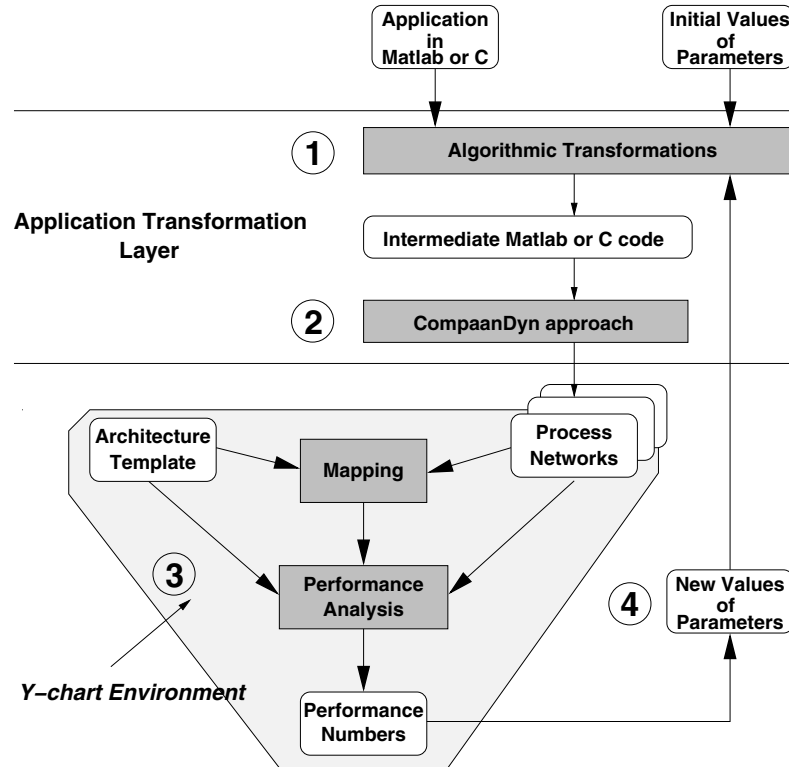 Application
in
Matlab or C
Initial Values
of
Parameters
1
Algorithmic Transformations
Application Transformation
Layer
Intermediate Matlab or C code
2
CompaanDyn approach
Architecture
Template
Process
Networks
Mapping
3
Performance
Analysis
4
New Values
of
Parameters
Y−chart Environment
Performance
Numbers